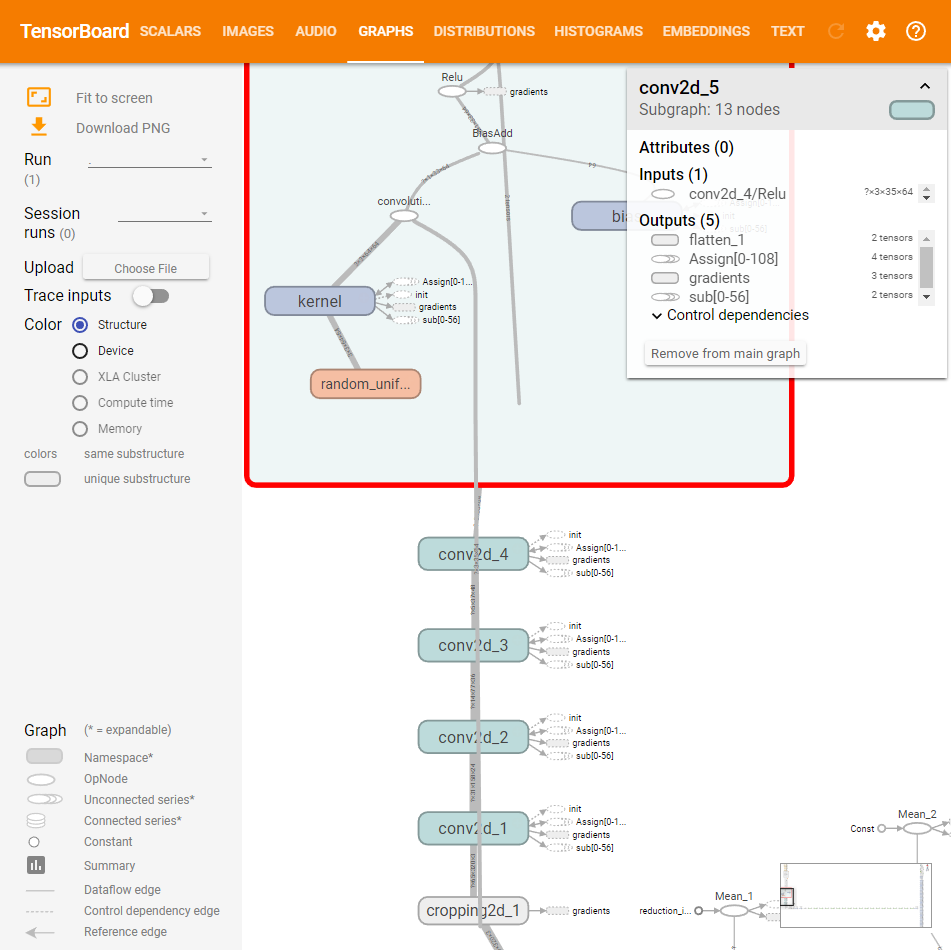 TensorBoard SCALARS IMAGES AUDIO GRAPHS DISTRIBUTIONS HISTOGRAMS EMBEDDINGS TEXT
Fit to screen
Download PNG
Run
(1)
Session
runs (0)
Upload Choose File
Trace inputs
Color Structure
Device
XLA Cluster
Compute time
Memory
colors same substructure
unique substructure
Graph (* = expandable)
Namespace*
OpNode
Unconnected series*
Connected series*
Constant
Summary
Dataflow edge
Control dependency edge
Reference edge
Relu
gradients
BiasAdd
convoluti...
kernel
Assign[0-1...
init
gradients
sub[0-56]
random_unif...
2 tensors
conv2d_5
Subgraph: 13 nodes
Attributes (0)
Inputs (1)
conv2d_4/Relu ?×3×35×64
Outputs (5)
flatten_1 2 tensors
Assign[0-108] 4 tensors
gradients 3 tensors
sub[0-56] 2 tensors
Control dependencies
Remove from main graph
conv2d_4
init
Assign[0-1...
gradients
sub[0-56]
conv2d_3
init
Assign[0-1...
gradients
sub[0-56]
conv2d_2
init
Assign[0-1...
gradients
sub[0-56]
conv2d_1
init
Assign[0-1...
gradients
sub[0-56]
cropping2d_1
gradients
Mean_2
Const
Mean_1
reduction_i...